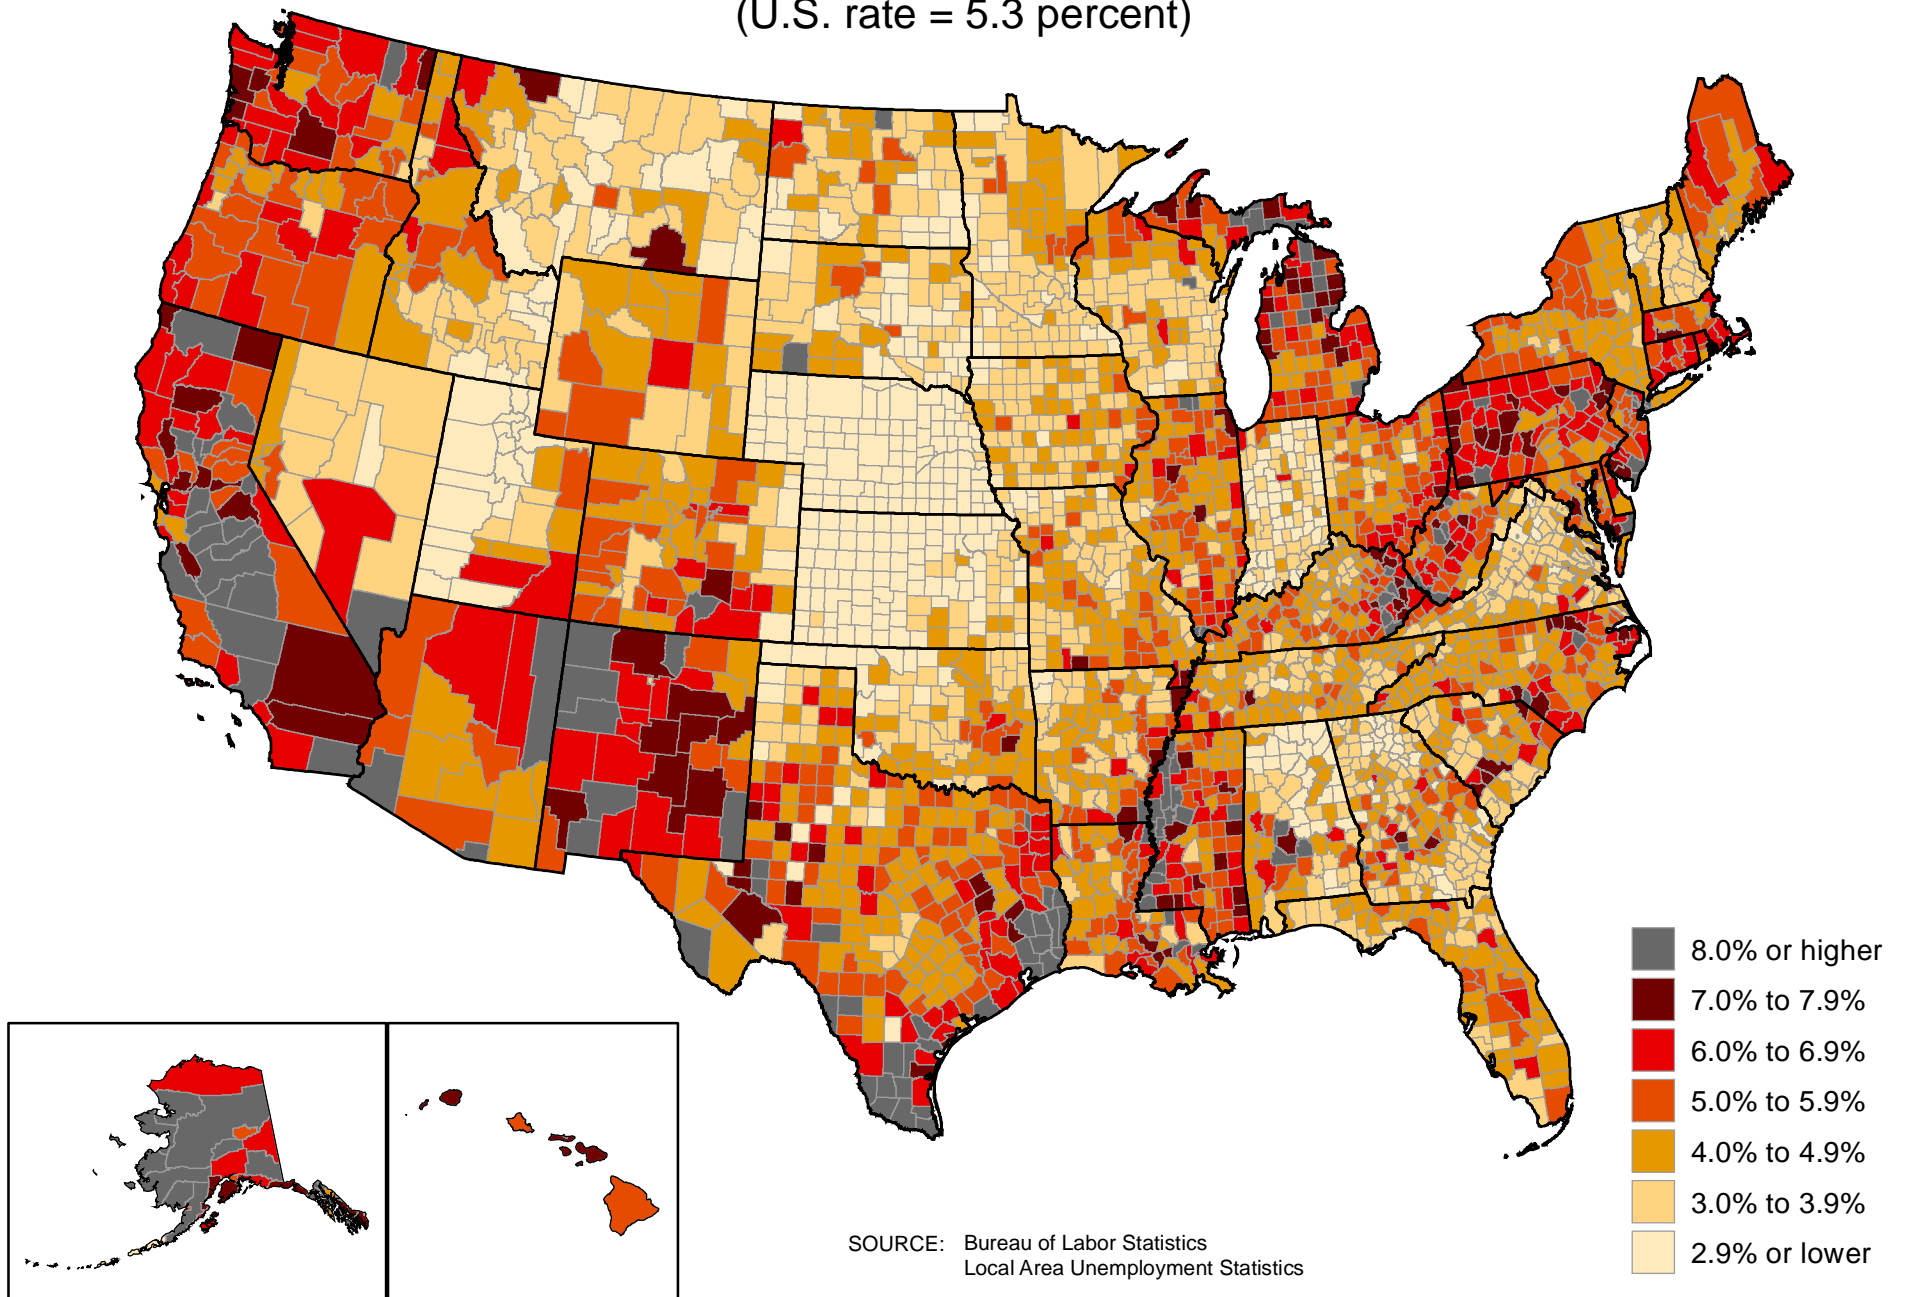 (U.S. rate = 5.3 percent)
8.0% or higher
7.0% to 7.9%
6.0% to 6.9%
5.0% to 5.9%
4.0% to 4.9%
3.0% to 3.9%
2.9% or lower
SOURCE: Bureau of Labor Statistics
Local Area Unemployment Statistics